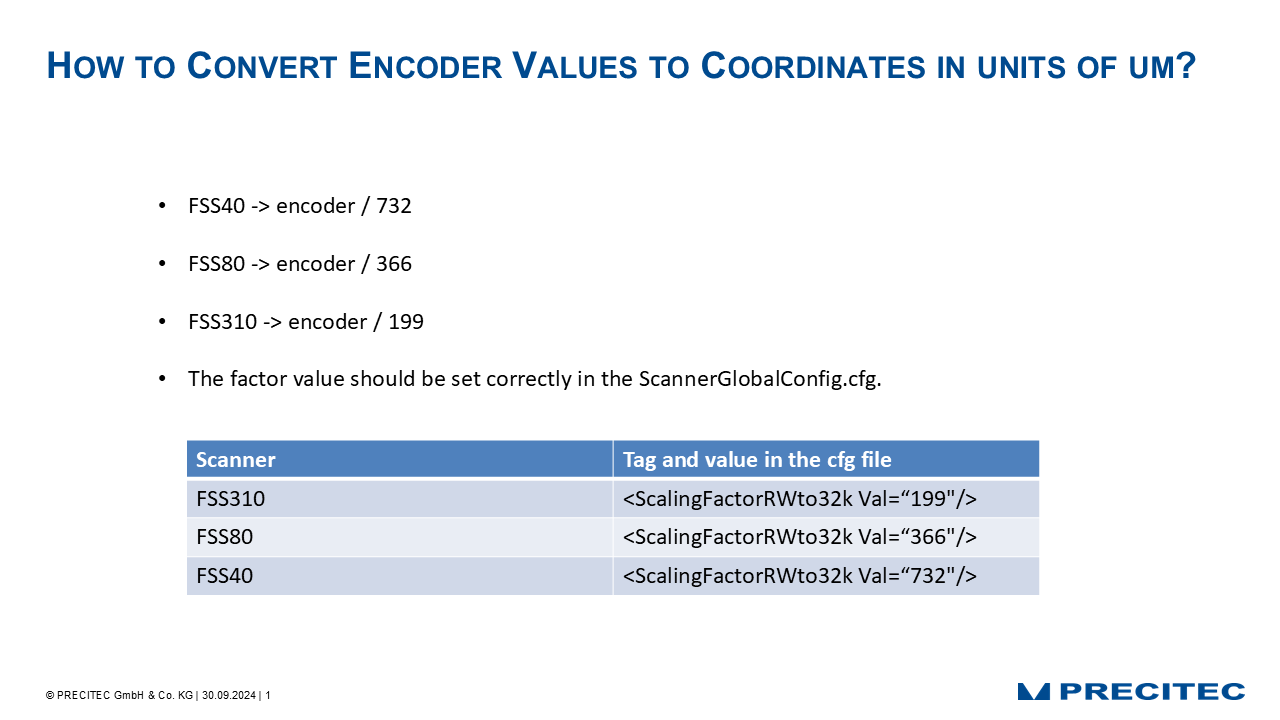 How to Convert Encoder Values to Coordinates in units of um?
• FSS40 -> encoder / 732
• FSS80 -> encoder / 366
• FSS310 -> encoder / 199
• The factor value should be set correctly in the ScannerGlobalConfig.cfg.
Scanner Tag and value in the cfg file
FSS310 <ScalingFactorRWto32k Val=“199"/>
FSS80 <ScalingFactorRWto32k Val=“366"/>
FSS40 <ScalingFactorRWto32k Val=“732"/>
© PRECITEC GmbH & Co. KG | 30.09.2024 | 1
PRECITEC